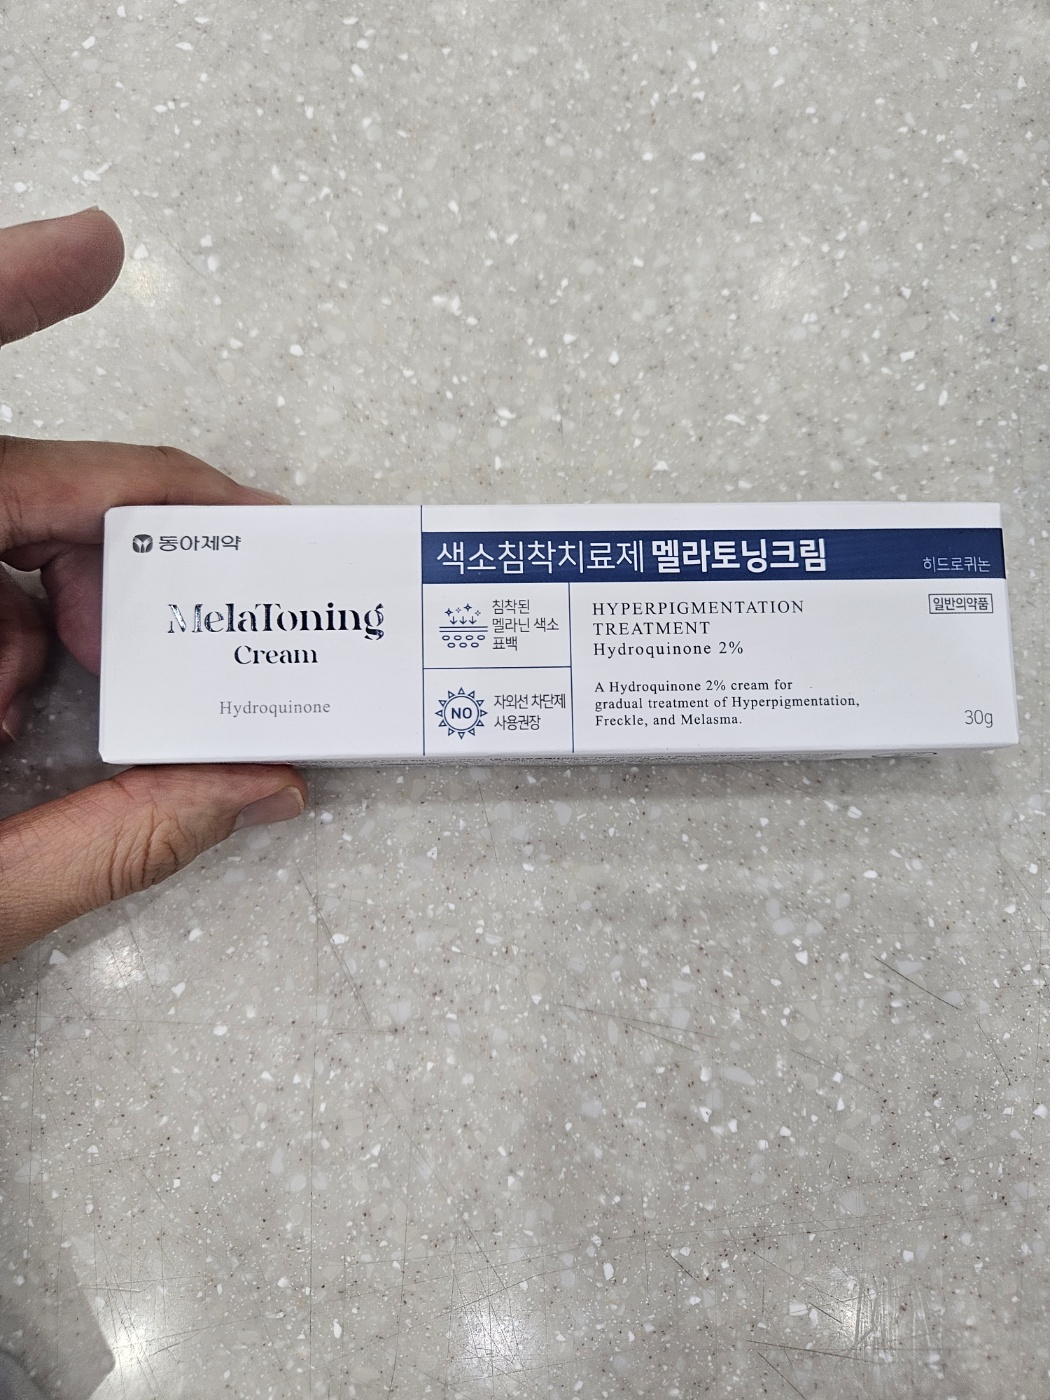 동아제약
MelaToning
Cream
Hydroquinone
색소침착치료제 멜라토닝크림
히드로퀴논
침착된
멜라닌 색소
표백
NO
자외선 차단제
사용권장
일반의약품
HYPERPIGMENTATION
TREATMENT
Hydroquinone 2%
A Hydroquinone 2% cream for
gradual treatment of Hyperpigmentation,
Freckle, and Melasma.
30g